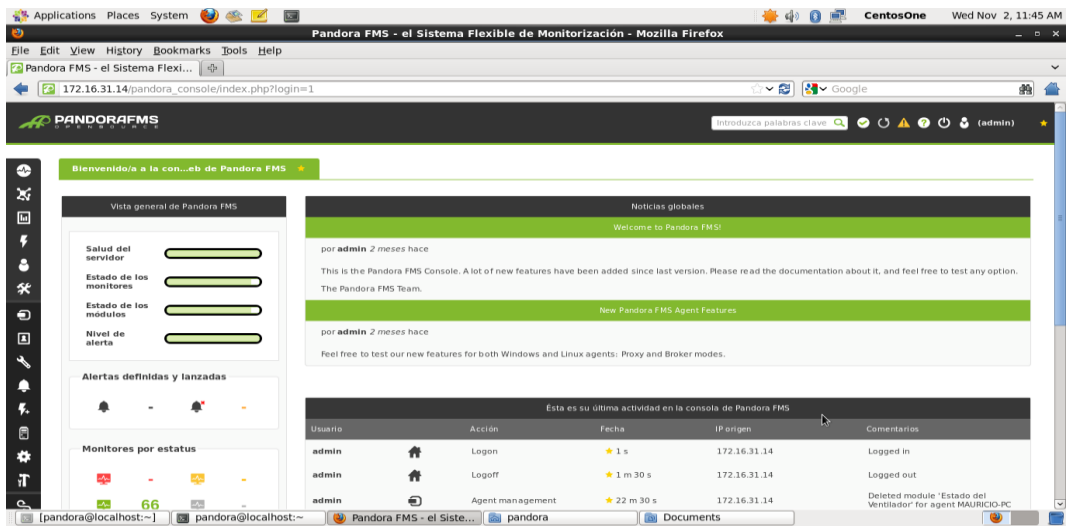 Applications Places System CentosOne Wed Nov 2, 11:45 AM
Pandora FMS - el Sistema Flexible de Monitorización - Mozilla Firefox
File Edit View History Bookmarks Tools Help
Pandora FMS - el Sistema Flexi...
172.16.31.14/pandora_console/index.php?login=1 Google
PANDORAFMS
OPENSOURCE
Introduzca palabras clave (admin)
Bienvenido/a a la con...eb de Pandora FMS
Vista general de Pandora FMS
Salud del
servidor
Estado de los
monitores
Estado de los
módulos
Nivel de
alerta
Alertas definidas y lanzadas
- -
Monitores por estatus
- -
66 -
Noticias globales
Welcome to Pandora FMS!
por admin 2 meses hace
This is the Pandora FMS Console. A lot of new features have been added since last version. Please read the documentation about it, and feel free to test any option.
The Pandora FMS Team.
New Pandora FMS Agent Features
por admin 2 meses hace
Feel free to test our new features for both Windows and Linux agents: Proxy and Broker modes.
Ésta es su última actividad en la consola de Pandora FMS
Usuario Acción Fecha IP origen Comentarios
admin Logon 1 s 172.16.31.14 Logged in
admin Logoff 1 m 30 s 172.16.31.14 Logged out
admin Agent management 22 m 30 s 172.16.31.14 Deleted module 'Estado del
Ventilador' for agent MAURICIO-PC
[pandora@localhost:~] pandora@localhost:~ Pandora FMS - el Siste... pandora Documents